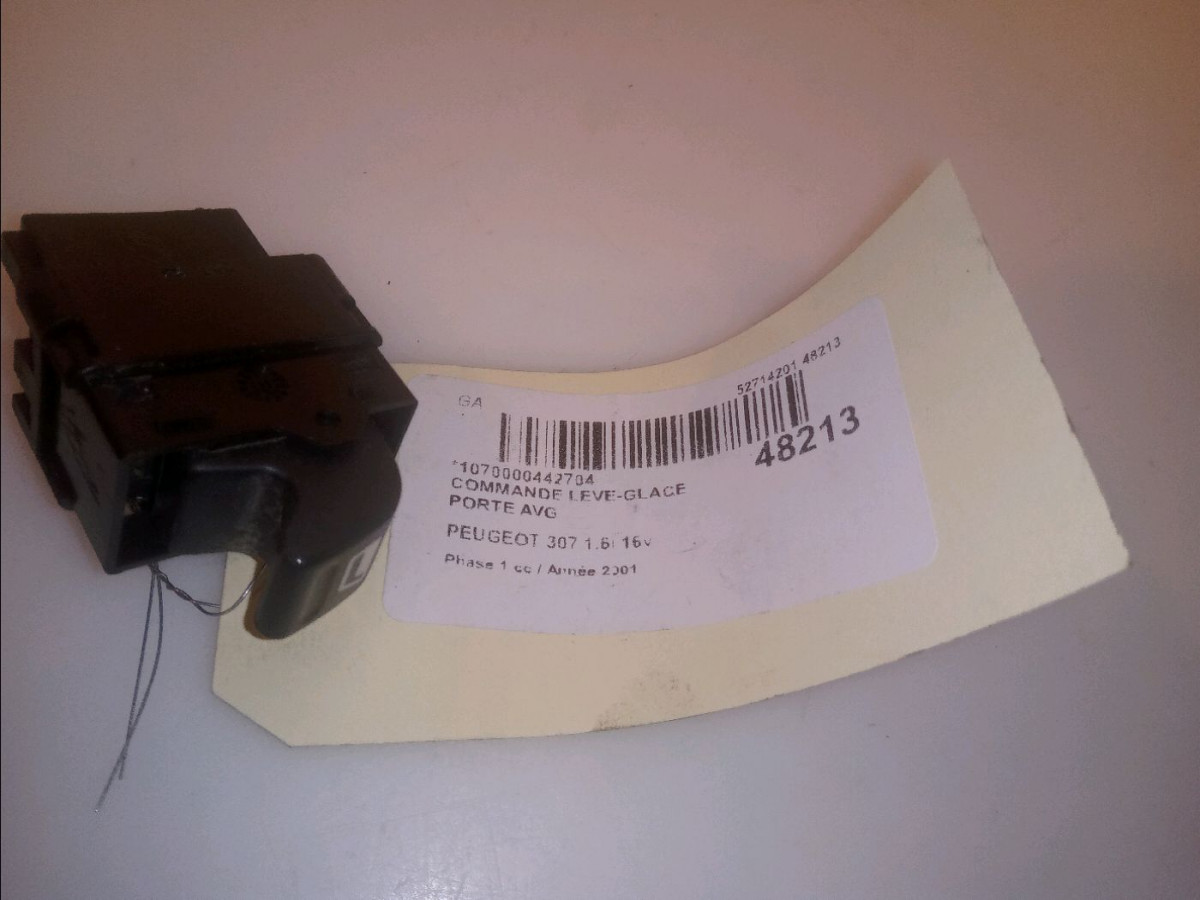 GA
52714201 48213
48213
*1070000442704
COMMANDE LEVE-GLACE
PORTE AVG
PEUGEOT 307 1.6i 16v
Phase 1 cc / Année 2001